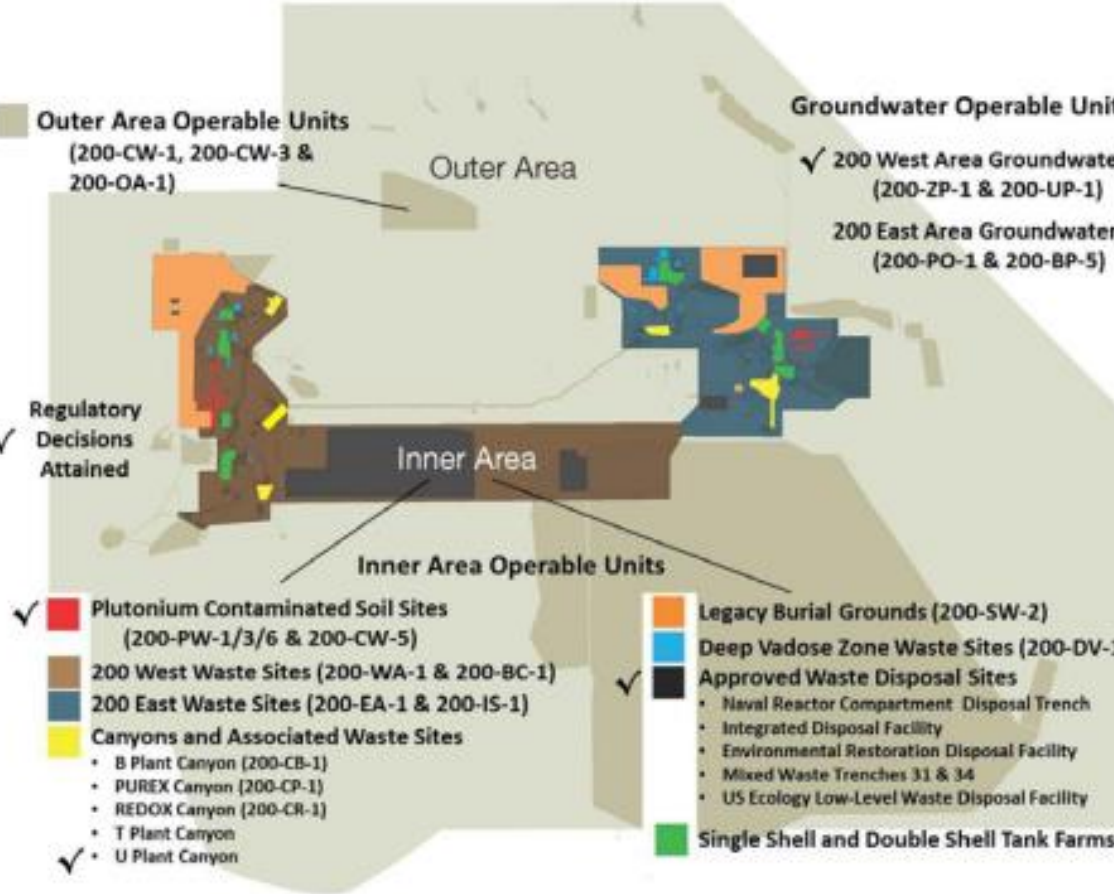 Outer Area Operable Units
(200-CW-1, 200-CW-3 &
200-OA-1)
Outer Area
Groundwater Operable Unit
✓ 200 West Area Groundwate
(200-ZP-1 & 200-UP-1)
200 East Area Groundwater
(200-PO-1 & 200-BP-5)
✓ Regulatory
Decisions
Attained
Inner Area
Inner Area Operable Units
✓ Plutonium Contaminated Soil Sites
(200-PW-1/3/6 & 200-CW-5)
200 West Waste Sites (200-WA-1 & 200-BC-1)
200 East Waste Sites (200-EA-1 & 200-IS-1)
Canyons and Associated Waste Sites
• B Plant Canyon (200-CB-1)
• PUREX Canyon (200-CP-1)
• REDOX Canyon (200-CR-1)
• T Plant Canyon
✓ • U Plant Canyon
Legacy Burial Grounds (200-SW-2)
Deep Vadose Zone Waste Sites (200-DV-1
✓ Approved Waste Disposal Sites
• Naval Reactor Compartment Disposal Trench
• Integrated Disposal Facility
• Environmental Restoration Disposal Facility
• Mixed Waste Trenches 31 & 34
• US Ecology Low-Level Waste Disposal Facility
Single Shell and Double Shell Tank Farms